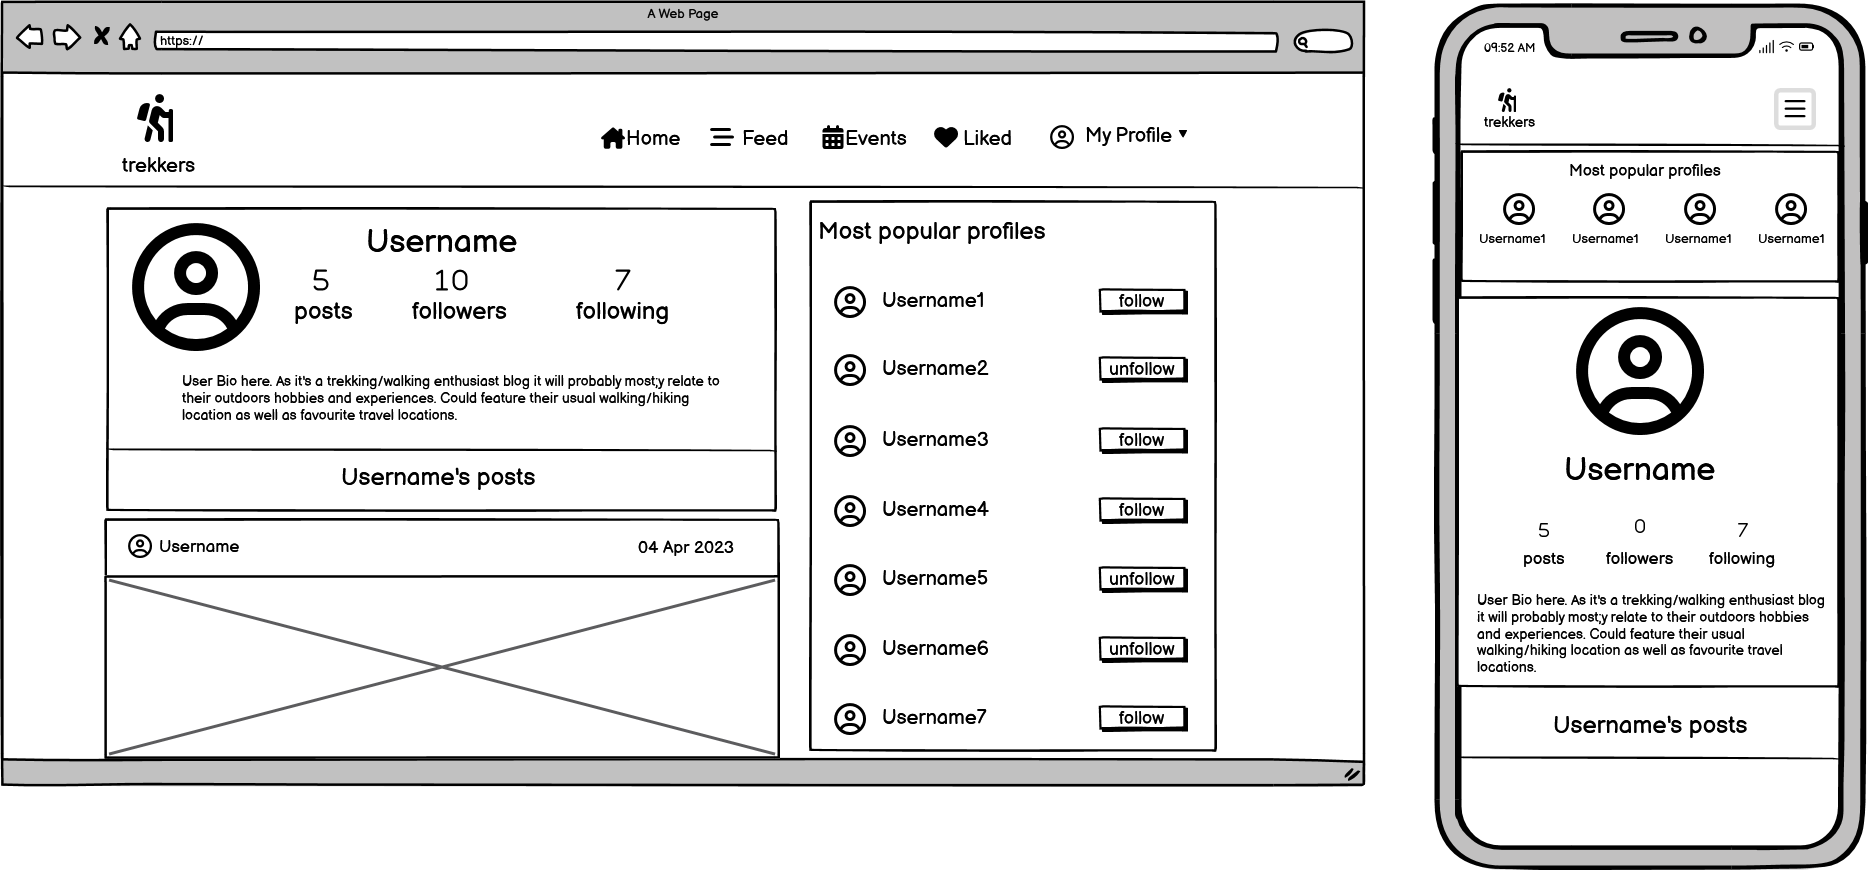 A Web Page
https://
trekkers
Home
Feed
Events
Liked
My Profile
Username
5
10
7
posts
followers
following
User Bio here. As it's a trekking/walking enthusiast blog it will probably most;y relate to
their outdoors hobbies and experiences. Could feature their usual walking/hiking
location as well as favourite travel locations.
Username's posts
Username
04 Apr 2023
Most popular profiles
Username1
follow
Username2
unfollow
Username3
follow
Username4
follow
Username5
unfollow
Username6
unfollow
Username7
follow
09:52 AM
trekkers
Most popular profiles
Username1
Username1
Username1
Username1
Username
5
0
7
posts
followers
following
User Bio here. As it's a trekking/walking enthusiast blog
it will probably most;y relate to their outdoors hobbies
and experiences. Could feature their usual
walking/hiking location as well as favourite travel
locations.
Username's posts